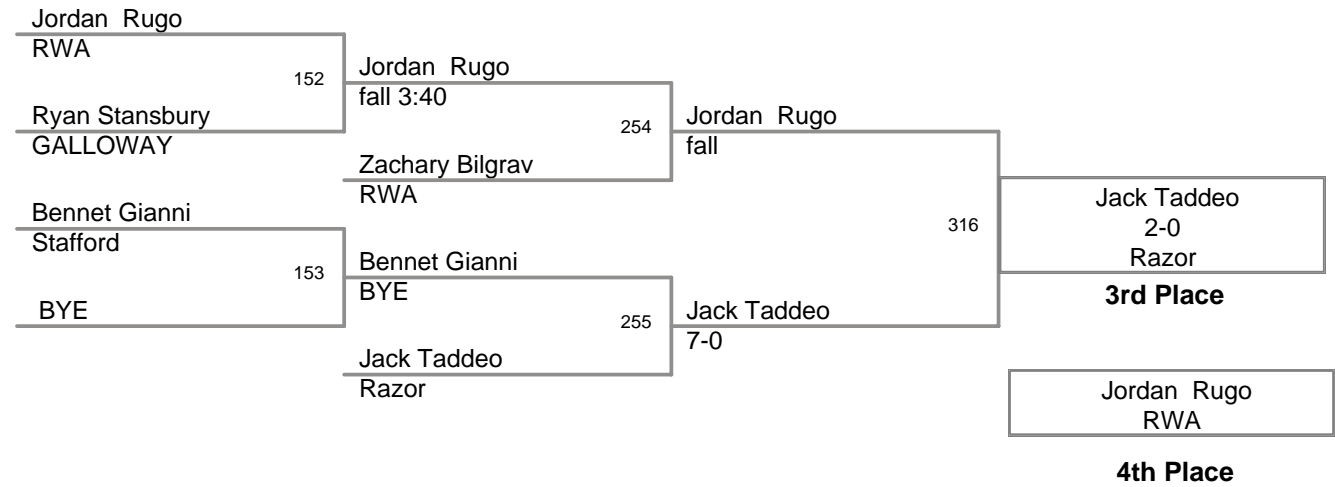 Jordan  Rugo
RWA
152
Ryan Stansbury
GALLOWAY
Bennet Gianni
Stafford
153
BYE
Jordan  Rugo
fall 3:40
254
Zachary Bilgrav
RWA
Bennet Gianni
BYE
255
Jack Taddeo
Razor
Jordan  Rugo
fall
316
Jack Taddeo
7-0
Jack Taddeo
2-0
Razor
3rd Place
Jordan  Rugo
RWA
4th Place